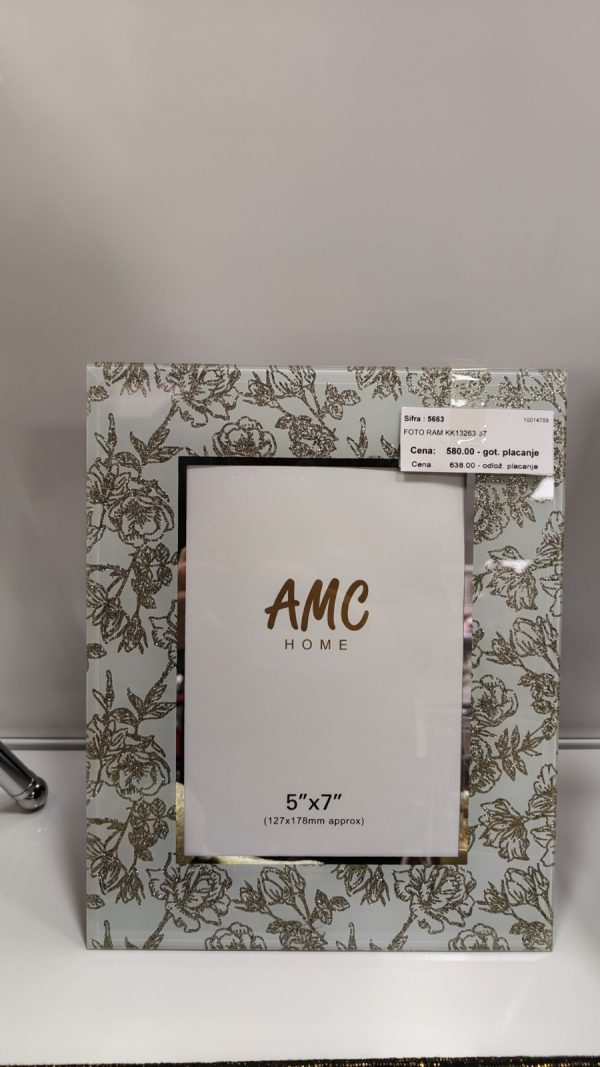 Sifra : 5663 10014709
FOTO RAM KK13263-57
Cena: 580.00 - got. placanje
Cena: 638.00 - odlož placanje
AMC
HOME
5”x7”
(127x178mm approx)